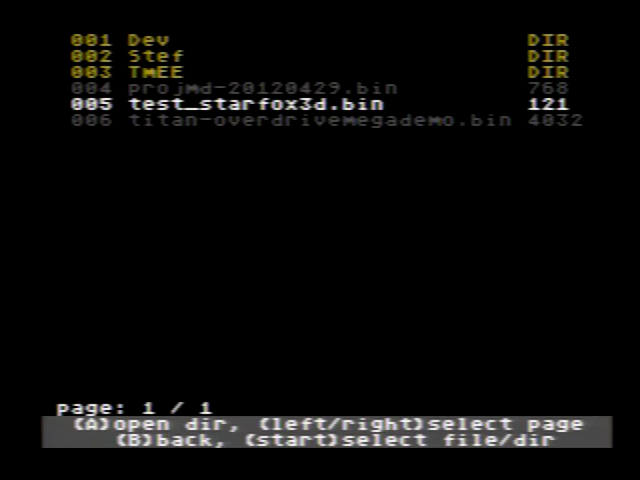 001 Dev DIR
002 Stef DIR
003 TmEE DIR
004 projmd-20120429.bin 768
005 test_starfox3d.bin 121
006 titan-overdrivemegademo.bin 4032
page: 1 / 1
(A)open dir, (left/right)select page
(B)back, (start)select file/dir